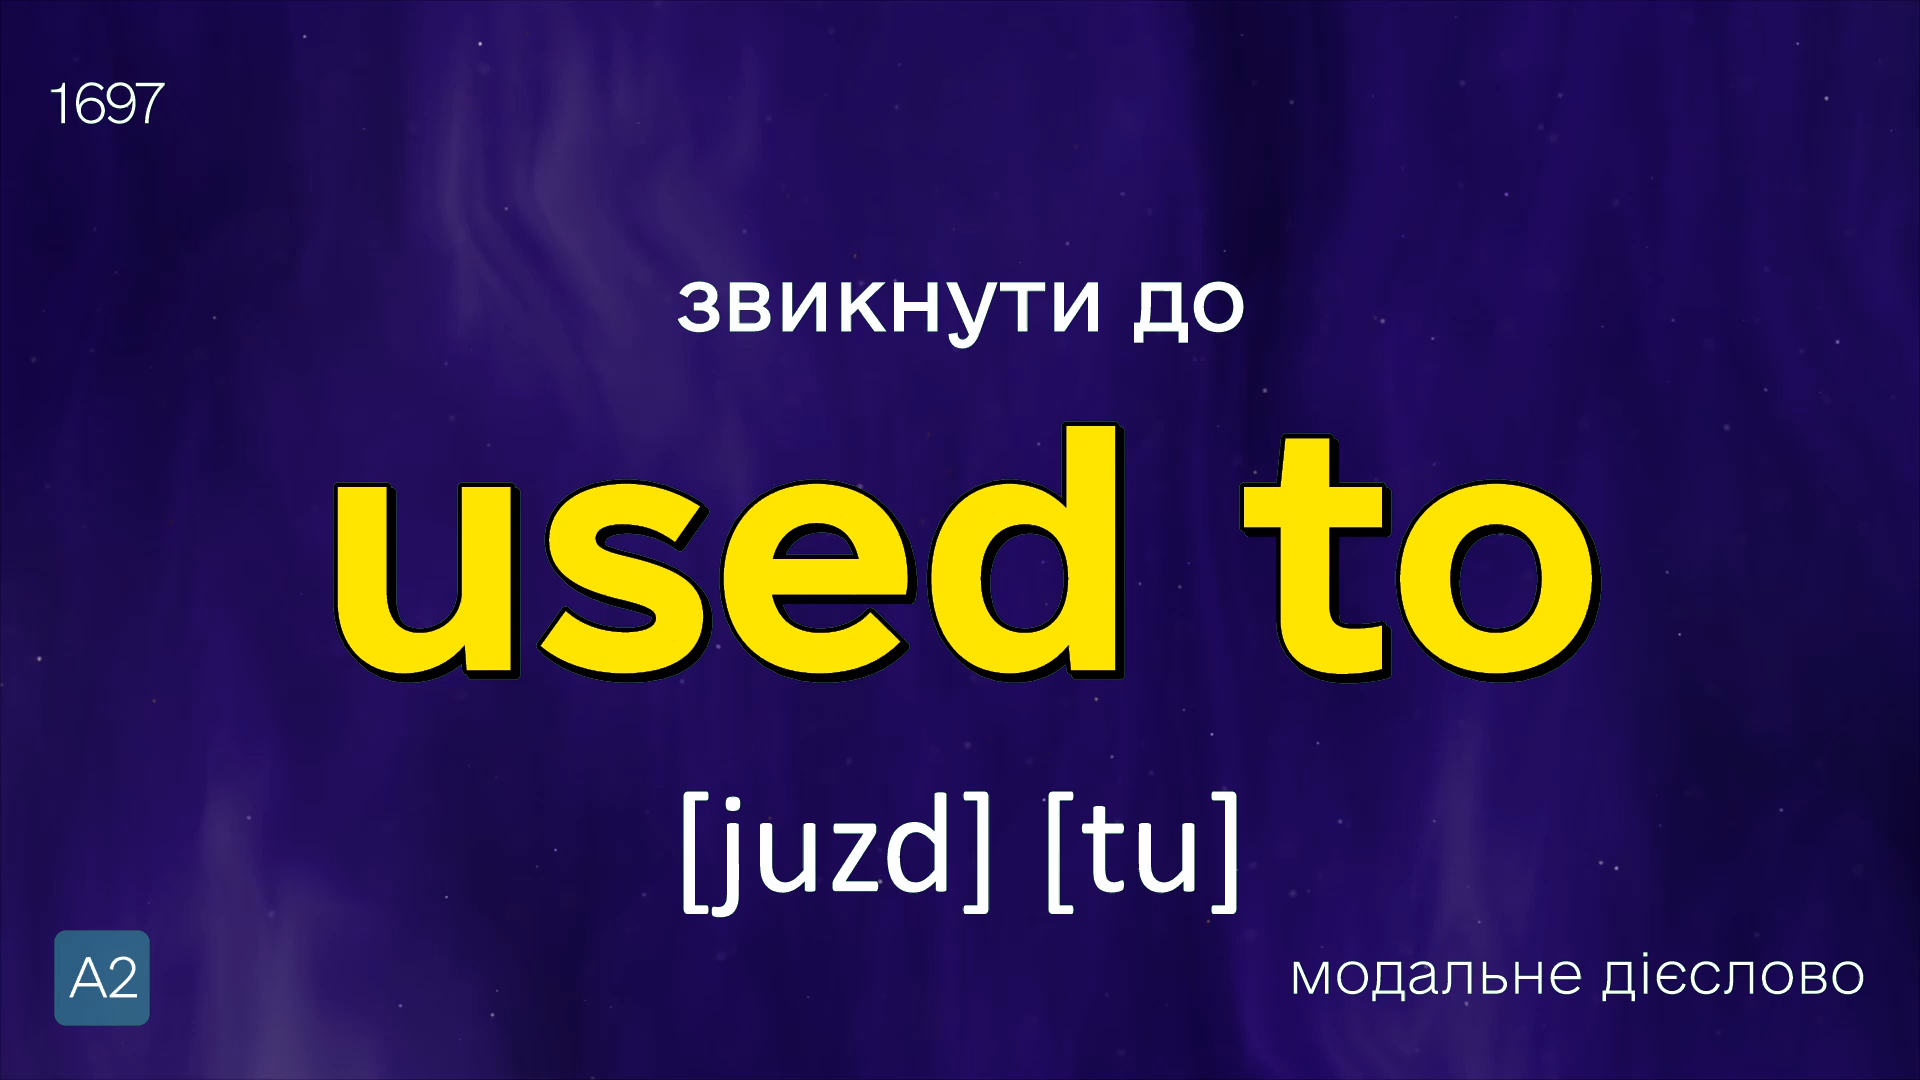 1697
звикнути до
used to
[juzd] [tu]
A2
модальне дієслово